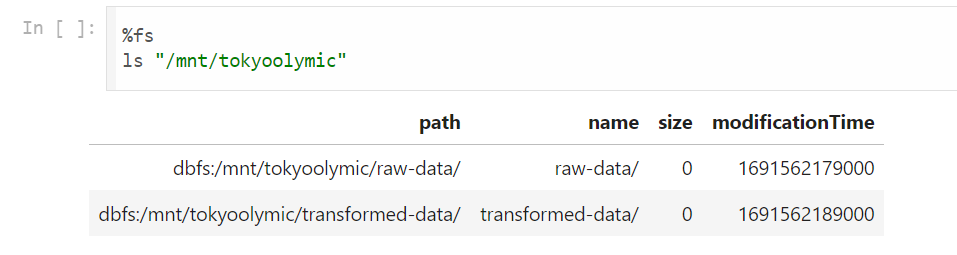 In [ ]:
%fs
ls "/mnt/tokyoolymic"
path name size modificationTime
dbfs:/mnt/tokyoolymic/raw-data/ raw-data/ 0 1691562179000
dbfs:/mnt/tokyoolymic/transformed-data/ transformed-data/ 0 1691562189000